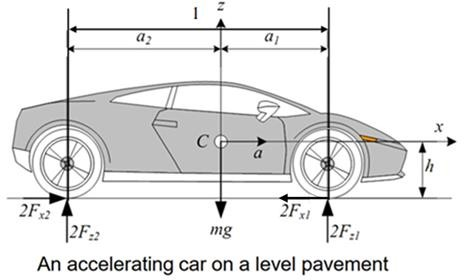 l z
a2 a1
C a x
h
2Fx2 2Fx1
2Fz2 mg 2Fz1
An accelerating car on a level pavement